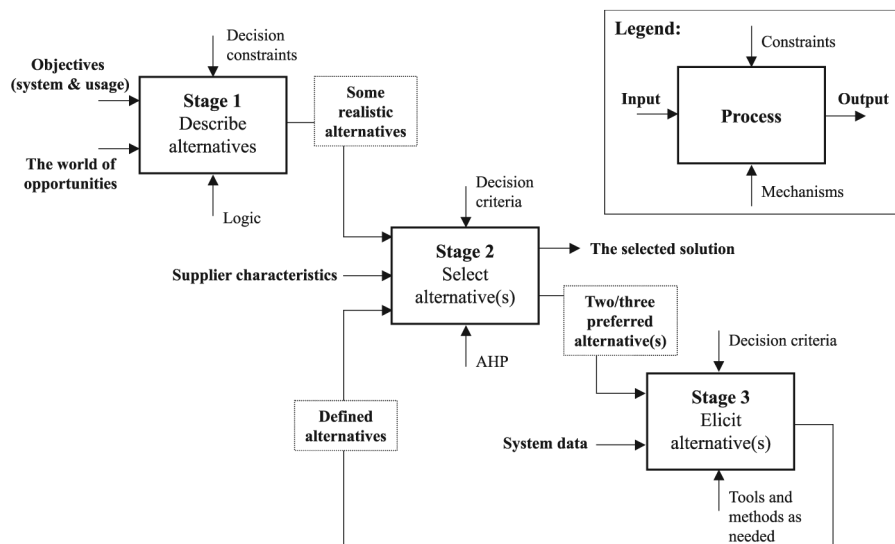 Objectives
(system & usage)
Decision
constraints
The world of
opportunities
Stage 1
Describe
alternatives
Logic
Some
realistic
alternatives
Legend:
Constraints
Input
Process
Output
Mechanisms
Decision
criteria
Supplier characteristics
Stage 2
Select
alternative(s)
The selected solution
AHP
Two/three
preferred
alternative(s)
Defined
alternatives
Decision criteria
System data
Stage 3
Elicit
alternative(s)
Tools and
methods as
needed